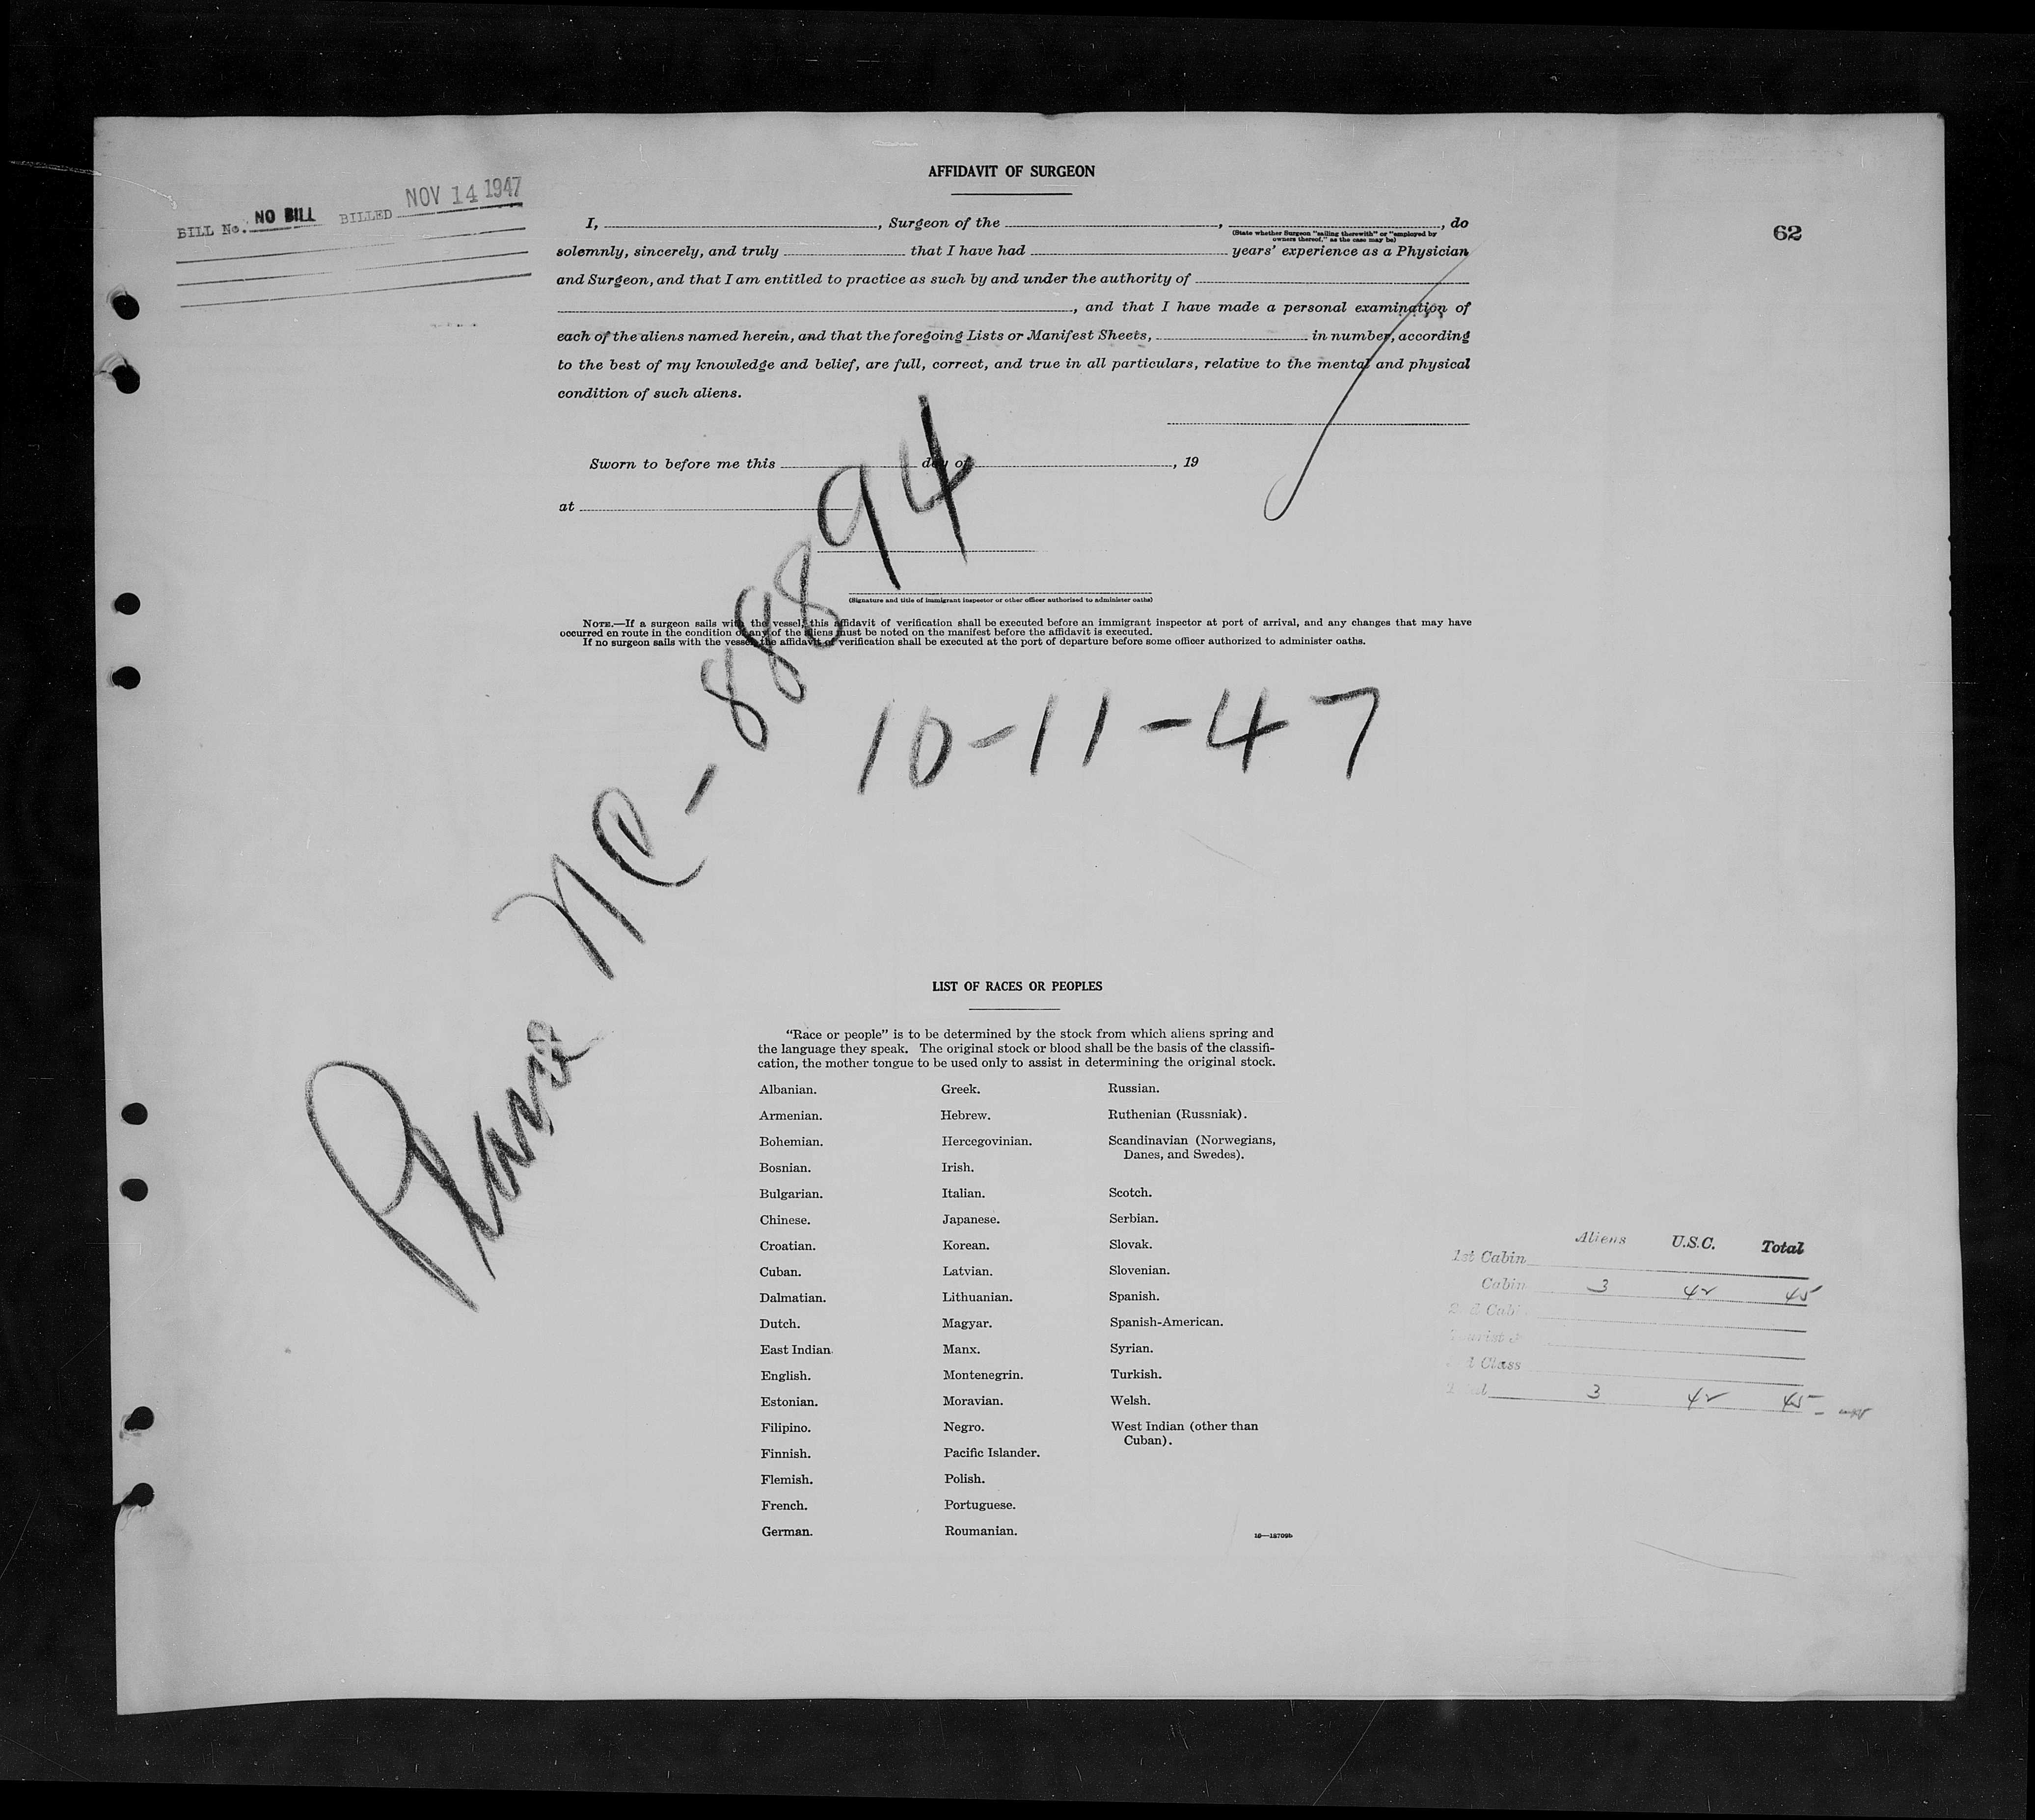 AFFIDAVIT OF SURGEON
BILL No. NO BILL BILLED NOV 14 1947
62
I, , Surgeon of the , , do
(State whether Surgeon "sailing therewith" or "employed by
owners thereof," as the case may be)
solemnly, sincerely, and truly that I have had years' experience as a Physician
and Surgeon, and that I am entitled to practice as such by and under the authority of
, and that I have made a personal examination of
each of the aliens named herein, and that the foregoing Lists or Manifest Sheets, in number, according
to the best of my knowledge and belief, are full, correct, and true in all particulars, relative to the mental and physical
condition of such aliens.
Sworn to before me this day of , 19
at
(Signature and title of immigrant inspector or other officer authorized to administer oaths)
NOTE.—If a surgeon sails with the vessel, this affidavit of verification shall be executed before an immigrant inspector at port of arrival, and any changes that may have
occurred en route in the condition of any of the aliens must be noted on the manifest before the affidavit is executed.
If no surgeon sails with the vessel, the affidavit of verification shall be executed at the port of departure before some officer authorized to administer oaths.
Plane NC-88894
10-11-47
LIST OF RACES OR PEOPLES
"Race or people" is to be determined by the stock from which aliens spring and
the language they speak. The original stock or blood shall be the basis of the classifi-
cation, the mother tongue to be used only to assist in determining the original stock.
Albanian.
Armenian.
Bohemian.
Bosnian.
Bulgarian.
Chinese.
Croatian.
Cuban.
Dalmatian.
Dutch.
East Indian.
English.
Estonian.
Filipino.
Finnish.
Flemish.
French.
German.
Greek.
Hebrew.
Hercegovinian.
Irish.
Italian.
Japanese.
Korean.
Latvian.
Lithuanian.
Magyar.
Manx.
Montenegrin.
Moravian.
Negro.
Pacific Islander.
Polish.
Portuguese.
Roumanian.
Russian.
Ruthenian (Russniak).
Scandinavian (Norwegians,
Danes, and Swedes).
Scotch.
Serbian.
Slovak.
Slovenian.
Spanish.
Spanish-American.
Syrian.
Turkish.
Welsh.
West Indian (other than
Cuban).
16—18709b
Aliens U.S.C. Total
1st Cabin
Cabin 3 42 45
2nd Cabin
Tourist
Class
Total 3 42 45